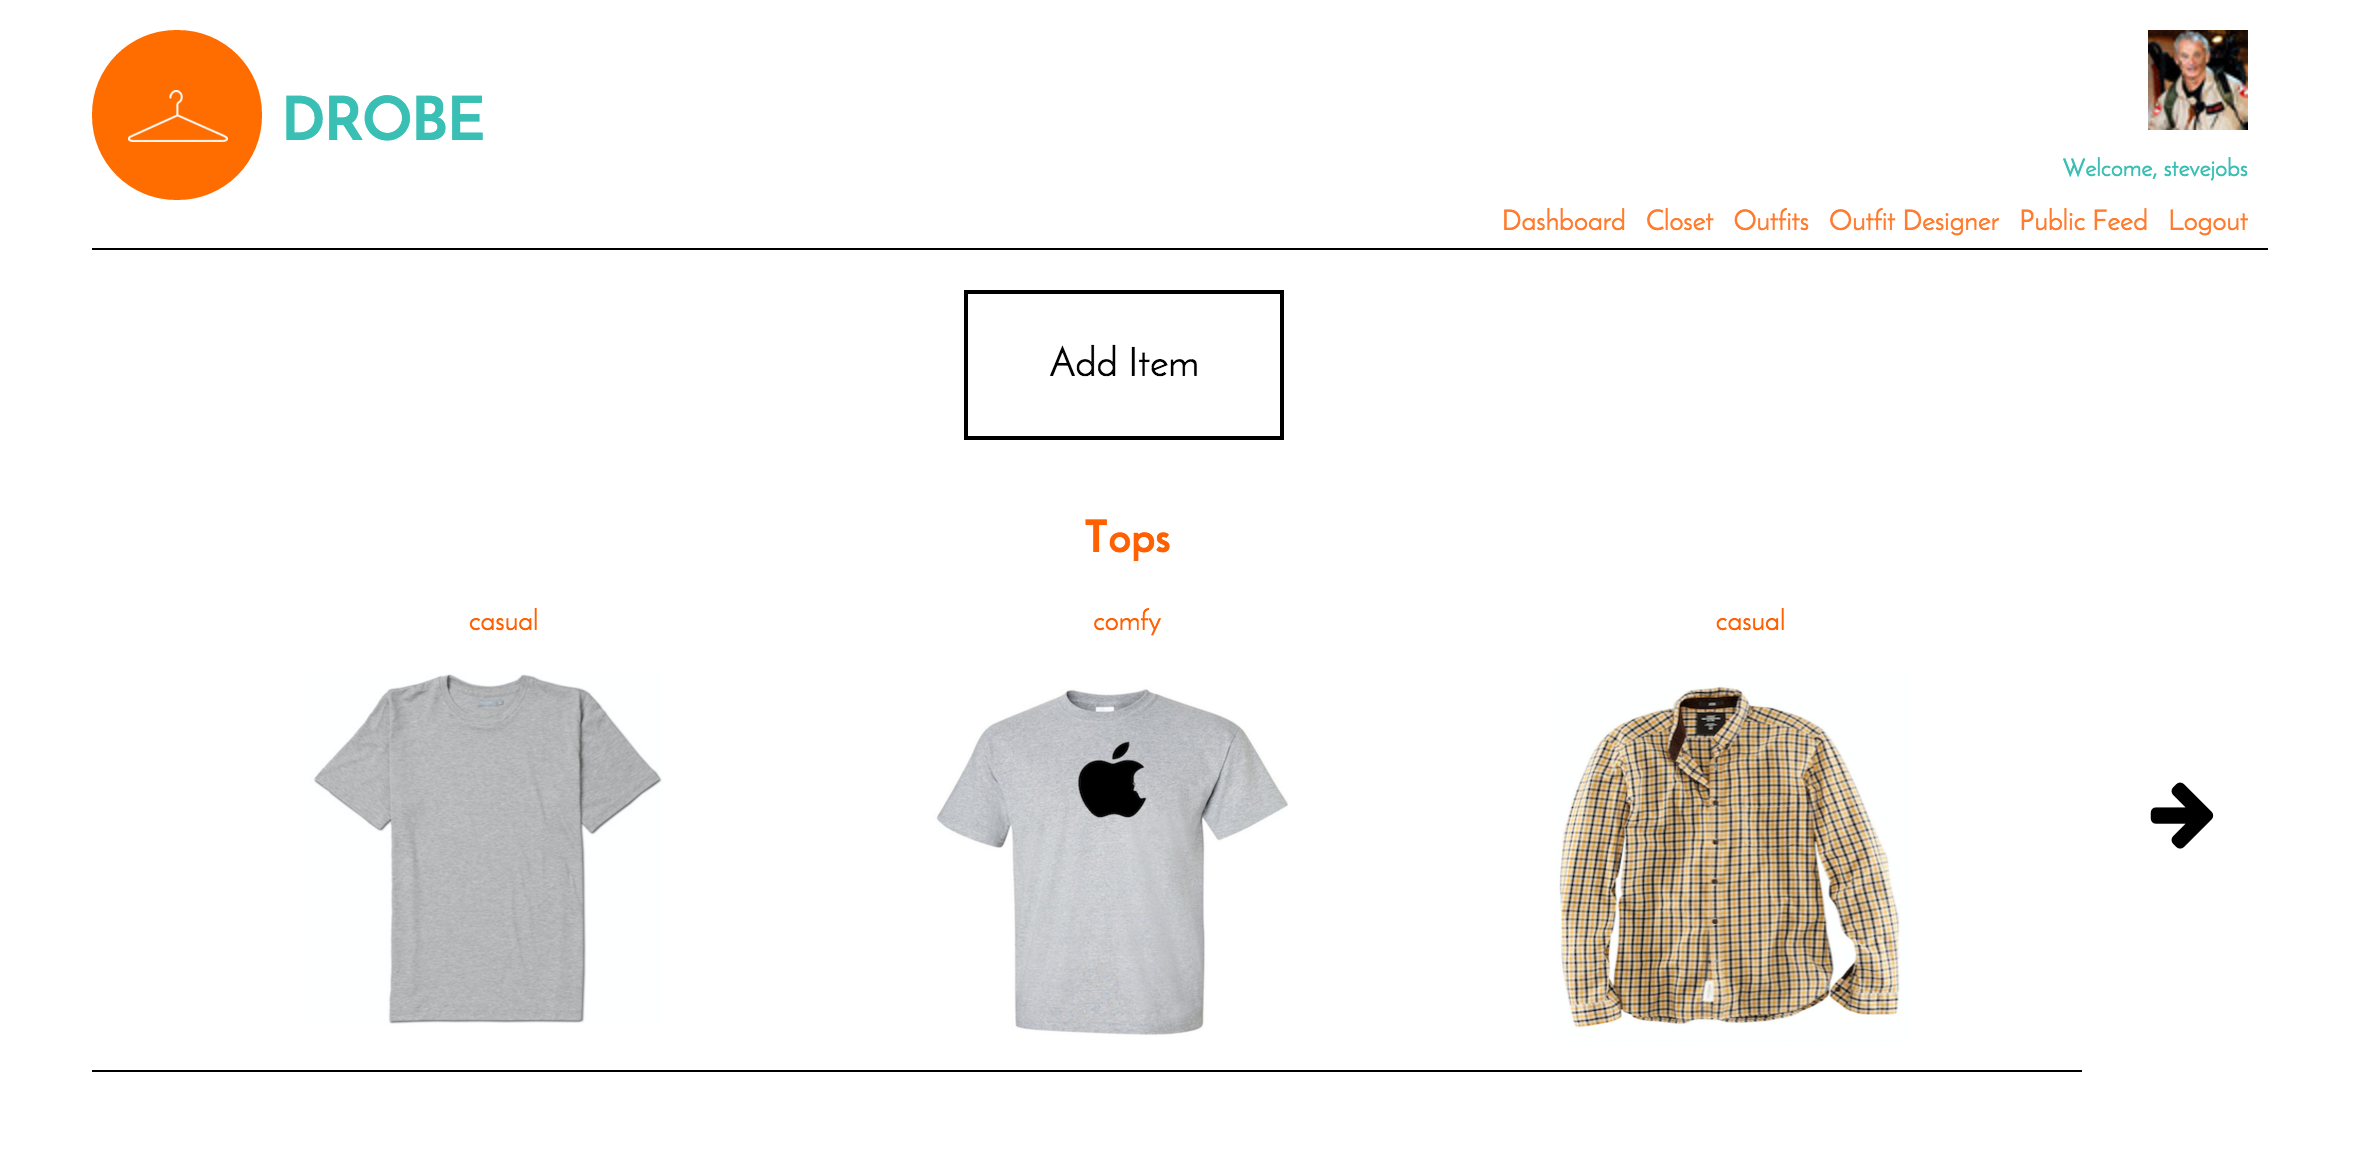 DROBE
Welcome, stevejobs
Dashboard Closet Outfits Outfit Designer Public Feed Logout
Add Item
Tops
casual comfy casual